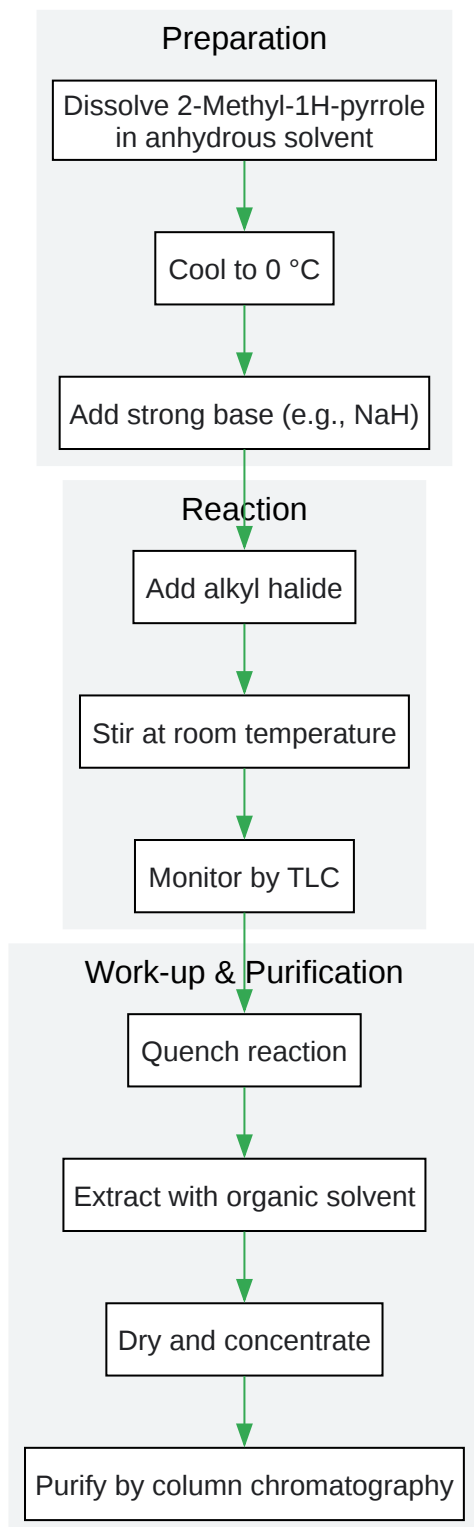 Preparation
Dissolve 2-Methyl-1H-pyrrole
in anhydrous solvent
Cool to 0 °C
Add strong base (e.g., NaH)
Reaction
Add alkyl halide
Stir at room temperature
Monitor by TLC
Work-up & Purification
Quench reaction
Extract with organic solvent
Dry and concentrate
Purify by column chromatography